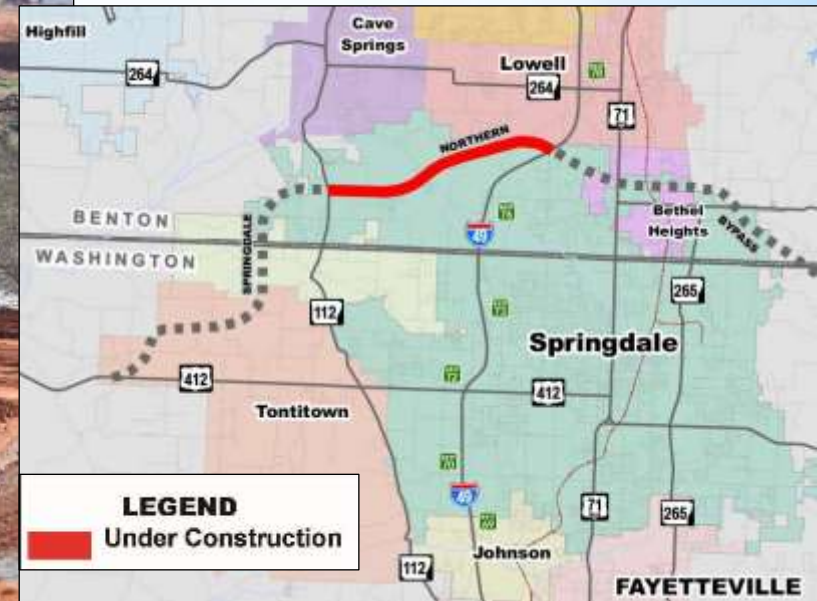 Highfill
Cave
Springs
Lowell
264
264
71
NORTHERN
BENTON
WASHINGTON
SPRINGDALE
49
Bethel
Heights
BYPASS
112
265
Springdale
412
412
Tontitown
49
71
265
LEGEND
Under Construction
Johnson
112
FAYETTEVILLE